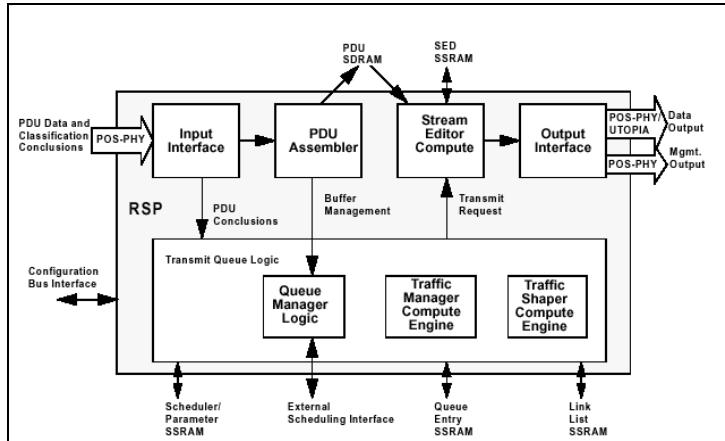 PDU
SDRAM
SED
SSRAM
PDU Data and
Classification
Conclusions
POS-PHY
Input
Interface
PDU
Assembler
Stream
Editor
Compute
Output
Interface
POS-PHY/
UTOPIA
Data
Output
POS-PHY
Mgmt.
Output
RSP
PDU
Conclusions
Buffer
Management
Transmit
Request
Transmit Queue Logic
Configuration
Bus Interface
Queue
Manager
Logic
Traffic
Manager
Compute
Engine
Traffic
Shaper
Compute
Engine
Scheduler/
Parameter
SSRAM
External
Scheduling Interface
Queue
Entry
SSRAM
Link
List
SSRAM